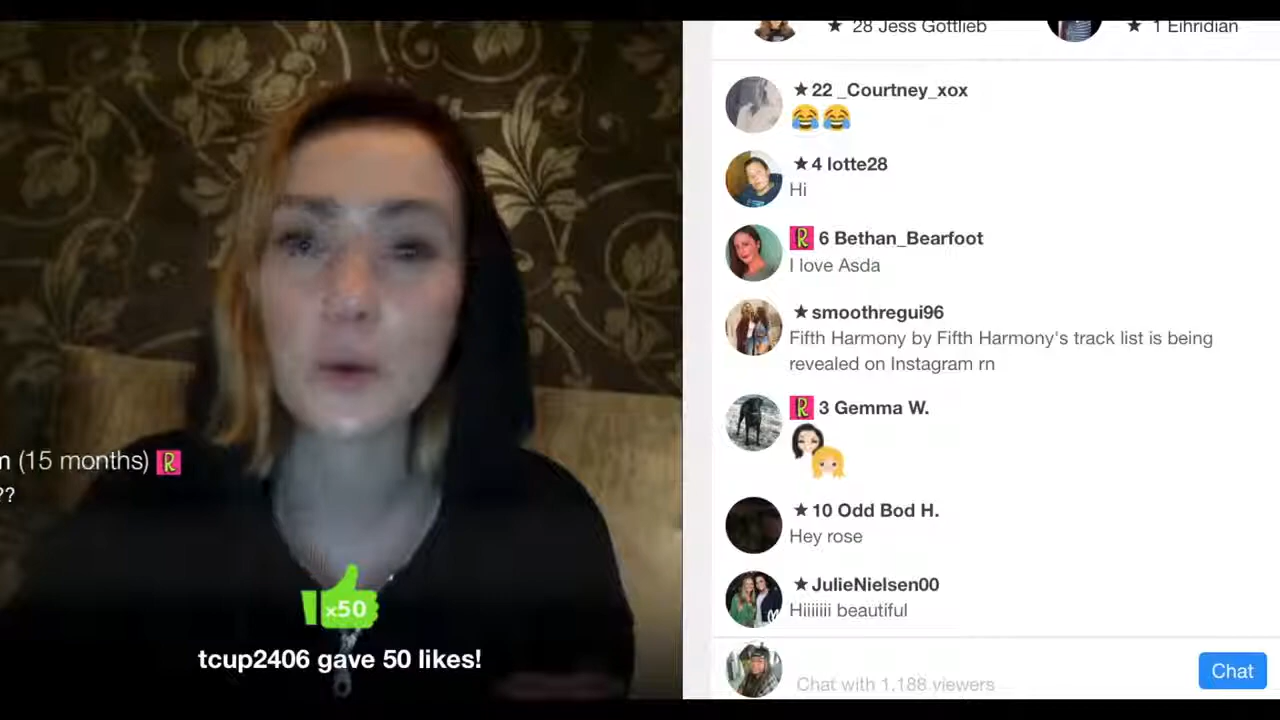 28 Jess Gottlieb
1 Eihridian
22 _Courtney_xox
4 lotte28
Hi
R 6 Bethan_Bearfoot
I love Asda
smoothregui96
Fifth Harmony by Fifth Harmony's track list is being
revealed on Instagram rn
R 3 Gemma W.
10 Odd Bod H.
Hey rose
JulieNielsen00
Hiiiiiii beautiful
Chat with 1,188 viewers
Chat
m (15 months) R
??
x50
tcup2406 gave 50 likes!